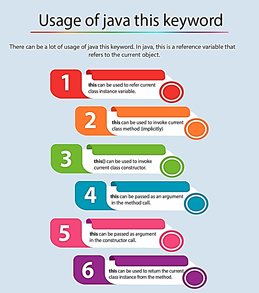 Usage of java this keyword
There can be a lot of usage of java this keyword. In java, this is a reference variable that
refers to the current object.
1
this can be used to refer current
class instance variable.
2
this can be used to invoke current
class method (implicitly)
3
this() can be used to invoke
current class constructor.
4
this can be passed as an argument
in the method call.
5
this can be passed as argument
in the constructor call.
6
this can be used to return the current
class instance from the method.